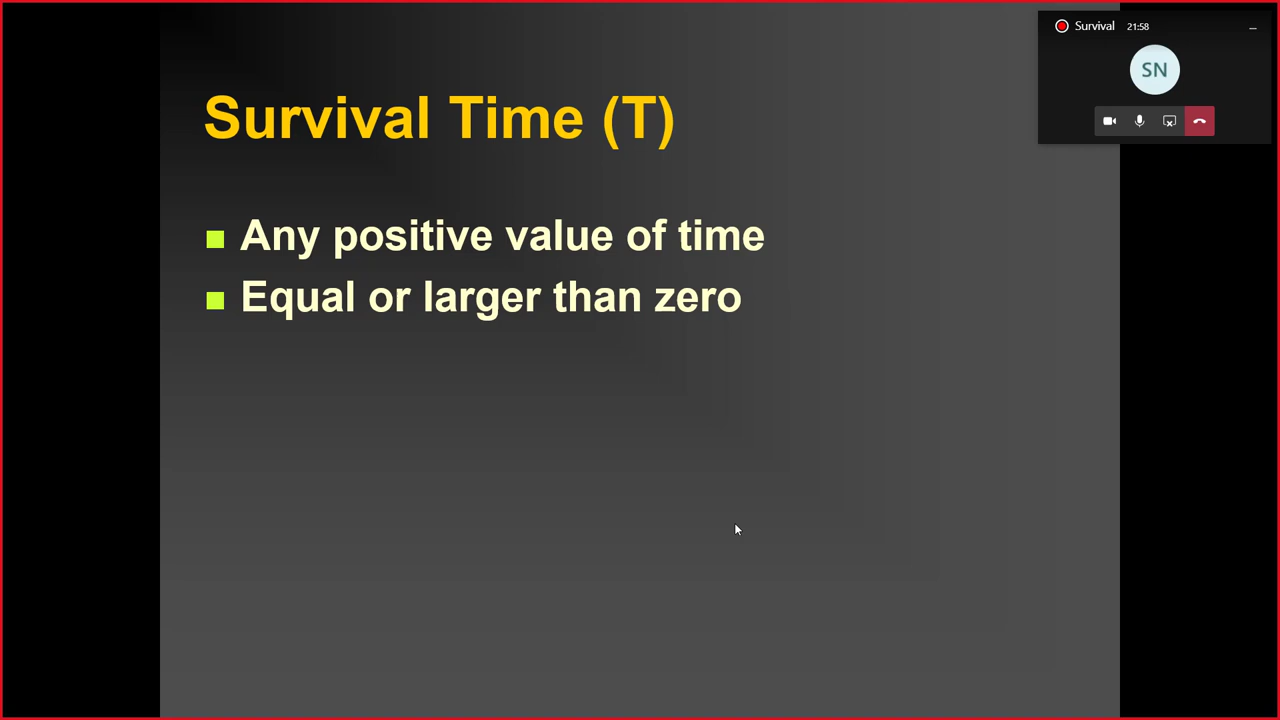 Survival 21:58
SN
Survival Time (T)
Any positive value of time
Equal or larger than zero